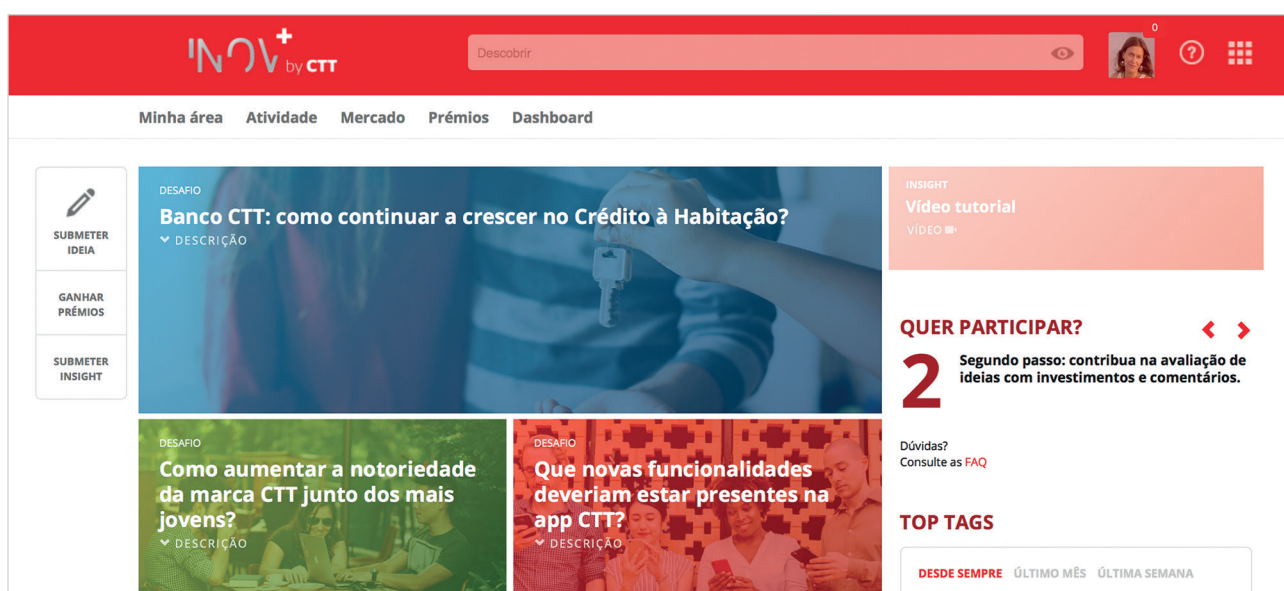 INOV+
by CTT
Descobrir
0
?
Minha área Atividade Mercado Prémios Dashboard
SUBMETER
IDEIA
GANHAR
PRÉMIOS
SUBMETER
INSIGHT
DESAFIO
Banco CTT: como continuar a crescer no Crédito à Habitação?
DESCRIÇÃO
INSIGHT
Vídeo tutorial
VÍDEO
QUER PARTICIPAR?
2
Segundo passo: contribua na avaliação de
ideias com investimentos e comentários.
Dúvidas?
Consulte as FAQ
DESAFIO
Como aumentar a notoriedade
da marca CTT junto dos mais
jovens?
DESCRIÇÃO
DESAFIO
Que novas funcionalidades
deveriam estar presentes na
app CTT?
DESCRIÇÃO
TOP TAGS
DESDE SEMPRE ÚLTIMO MÊS ÚLTIMA SEMANA